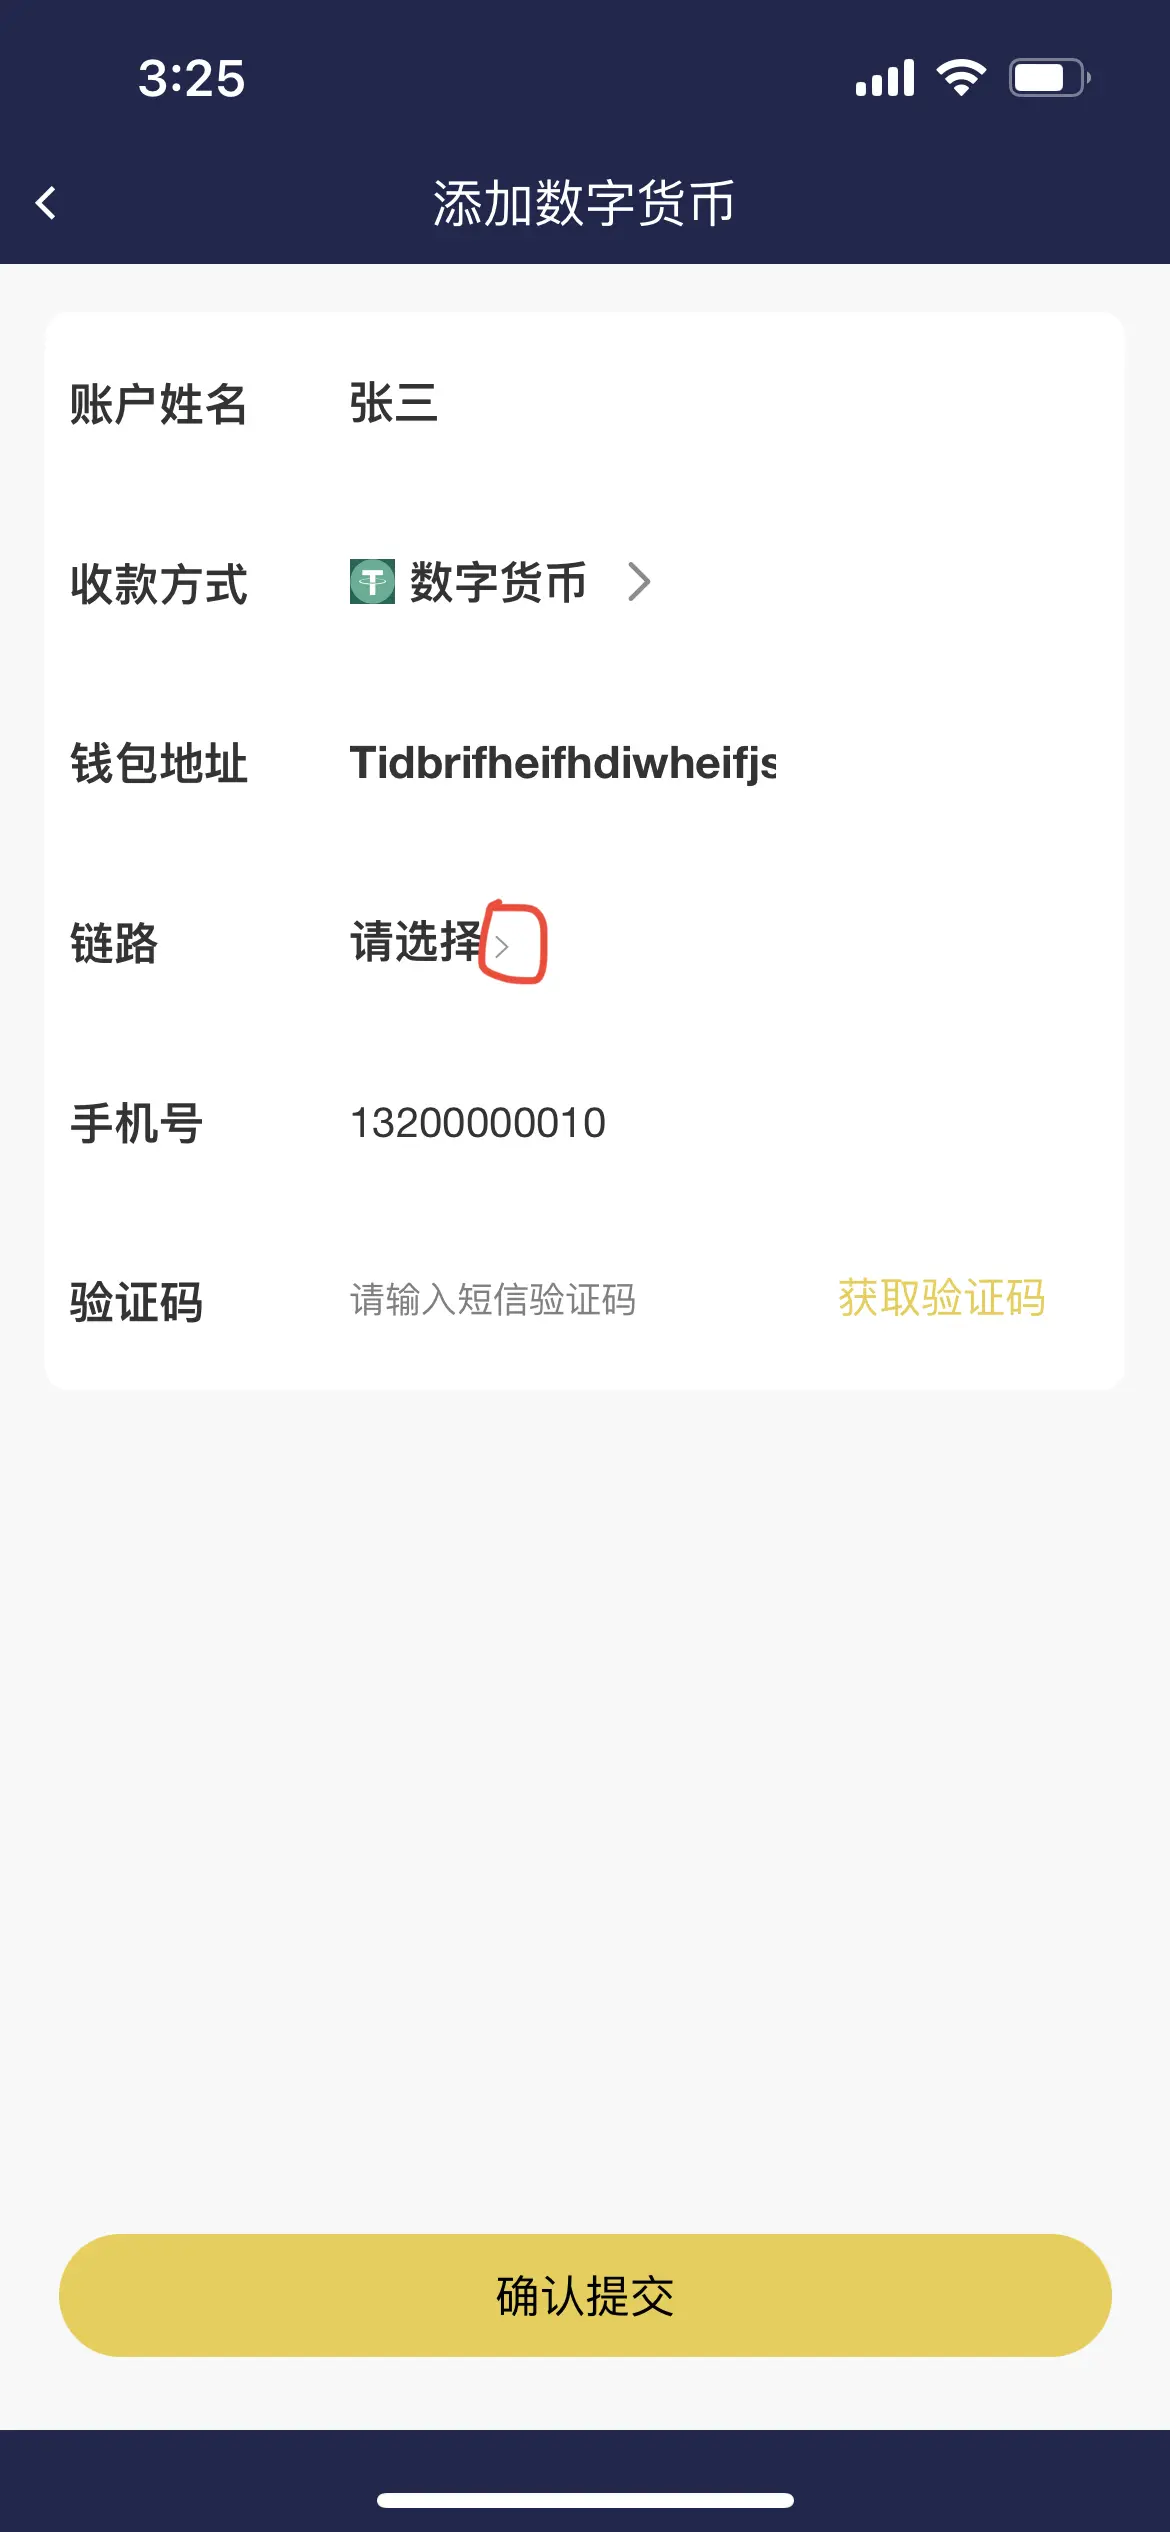 3:25
添加数字货币
账户姓名 张三
收款方式 数字货币
钱包地址 Tidbrifheifhdiwheifjs
链路 请选择
手机号 13200000010
验证码 请输入短信验证码 获取验证码
确认提交